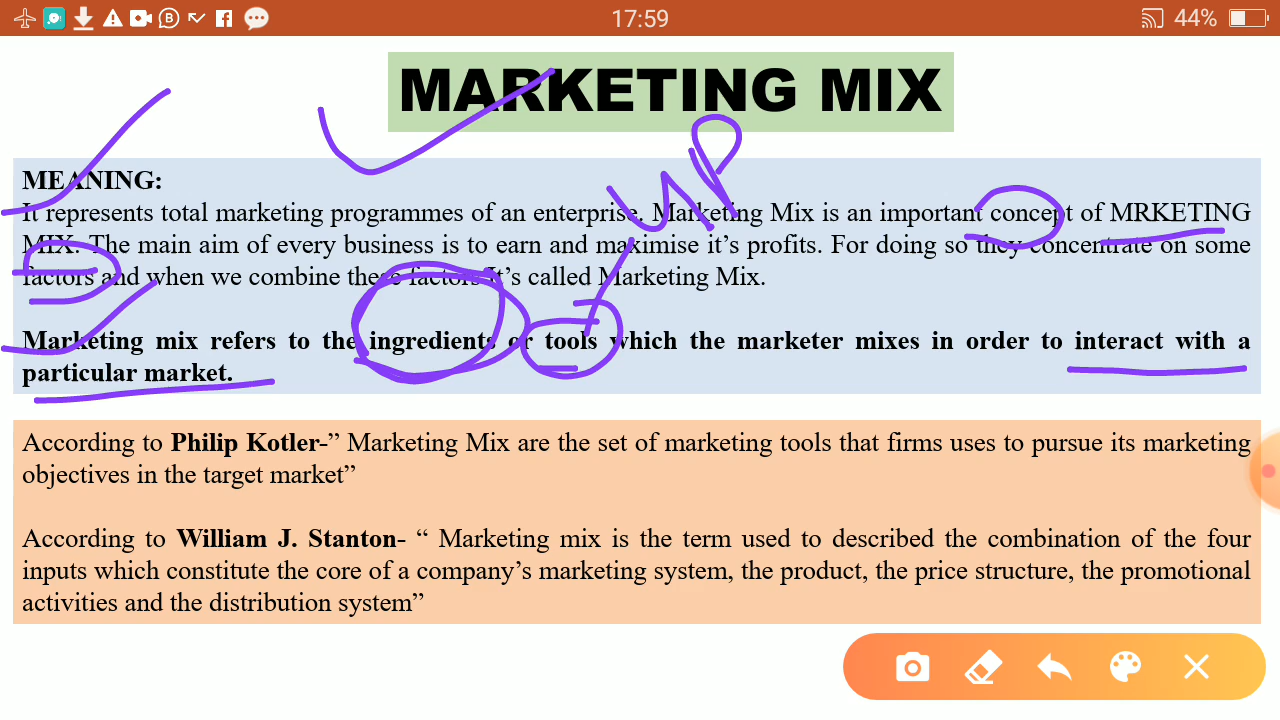 17:59
44%
MARKETING MIX
MEANING:
It represents total marketing programmes of an enterprise. Marketing Mix is an important concept of MRKETING
MIX. The main aim of every business is to earn and maximise it’s profits. For doing so they concentrate on some
factors and when we combine these factors It’s called Marketing Mix.
Marketing mix refers to the ingredients or tools which the marketer mixes in order to interact with a
particular market.
According to Philip Kotler-” Marketing Mix are the set of marketing tools that firms uses to pursue its marketing
objectives in the target market”
According to William J. Stanton- “ Marketing mix is the term used to described the combination of the four
inputs which constitute the core of a company’s marketing system, the product, the price structure, the promotional
activities and the distribution system”